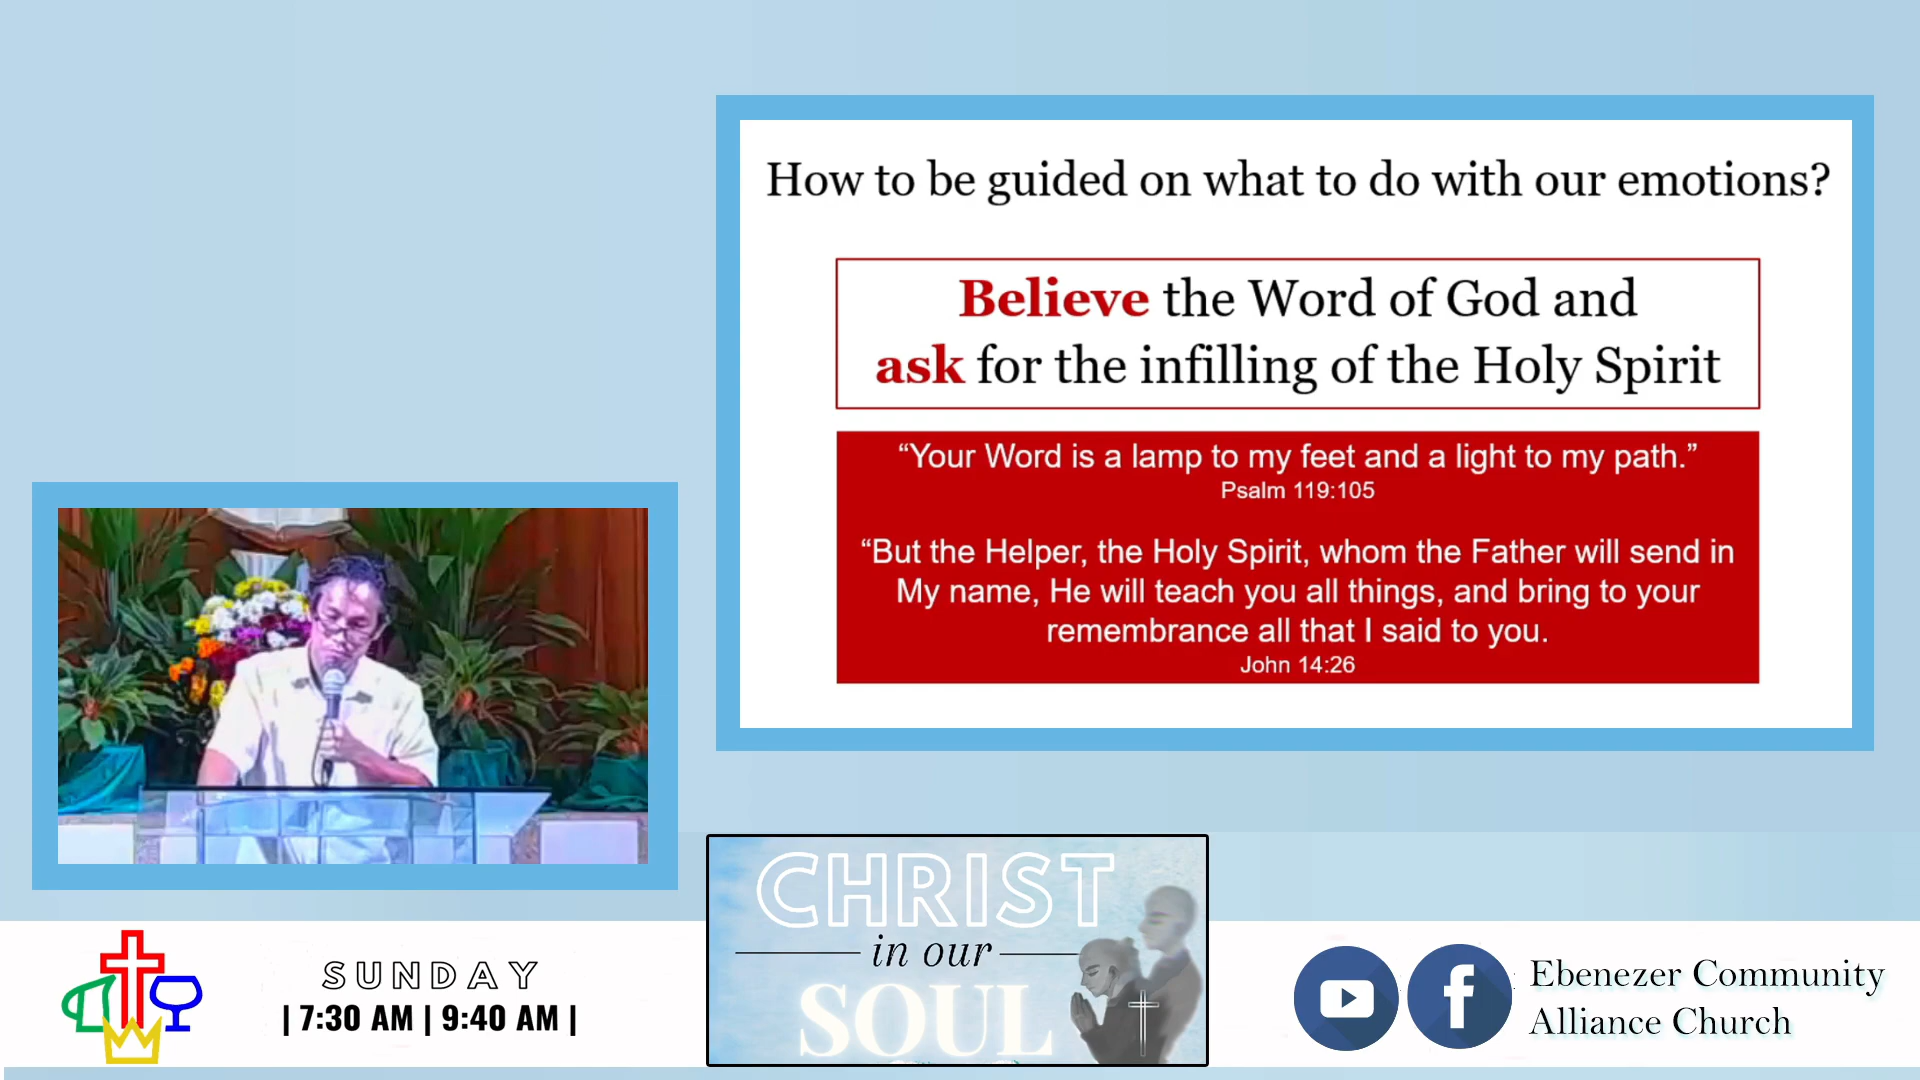 How to be guided on what to do with our emotions?
Believe the Word of God and
ask for the infilling of the Holy Spirit
“Your Word is a lamp to my feet and a light to my path.”
Psalm 119:105
“But the Helper, the Holy Spirit, whom the Father will send in
My name, He will teach you all things, and bring to your
remembrance all that I said to you.
John 14:26
SUNDAY
| 7:30 AM | 9:40 AM |
CHRIST
in our
SOUL
Ebenezer Community
Alliance Church